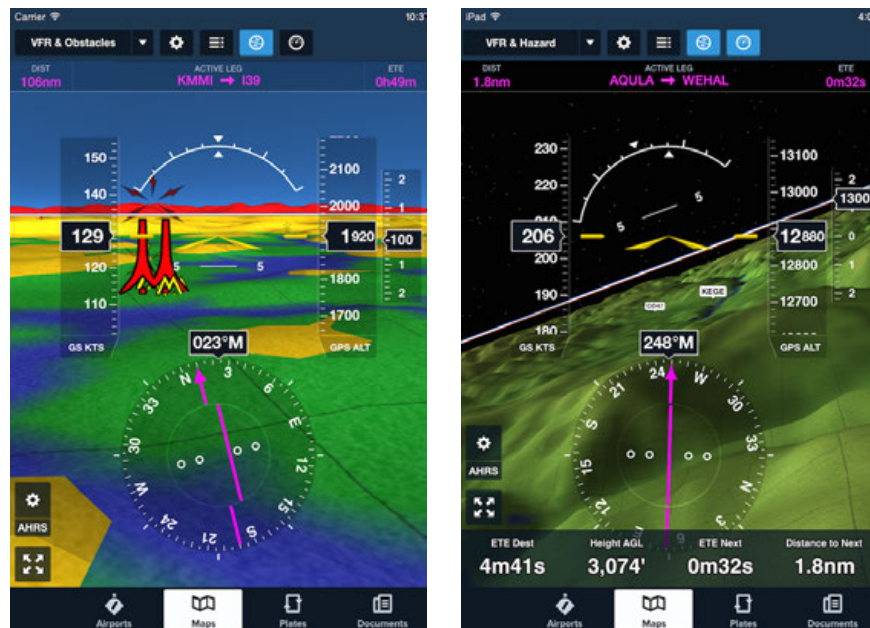 Carrier
10:37
VFR & Obstacles
DIST
ACTIVE LEG
ETE
106nm
KMMI → I39
0h49m
150
2100
2
140
2000
1
129
1920
-100
120
5
5
1800
1
110
1700
2
GS KTS
023°M
GPS ALT
N
3
6
E
12
15
S
21
24
W
30
33
AHRS
Airports
Maps
Plates
Documents
iPad
4:0
VFR & Hazard
DIST
ACTIVE LEG
ETE
1.8nm
AQULA → WEHAL
0m32s
230
13100
2
220
5
5
13000
1300
210
206
12880
0
200
12800
1
190
KEGE
12700
2
180
GS KTS
248°M
GPS ALT
24
W
30
33
N
3
6
15
S
21
AHRS
ETE Dest
Height AGL
ETE Next
Distance to Next
4m41s
3,074'
0m32s
1.8nm
Airports
Maps
Plates
Documents